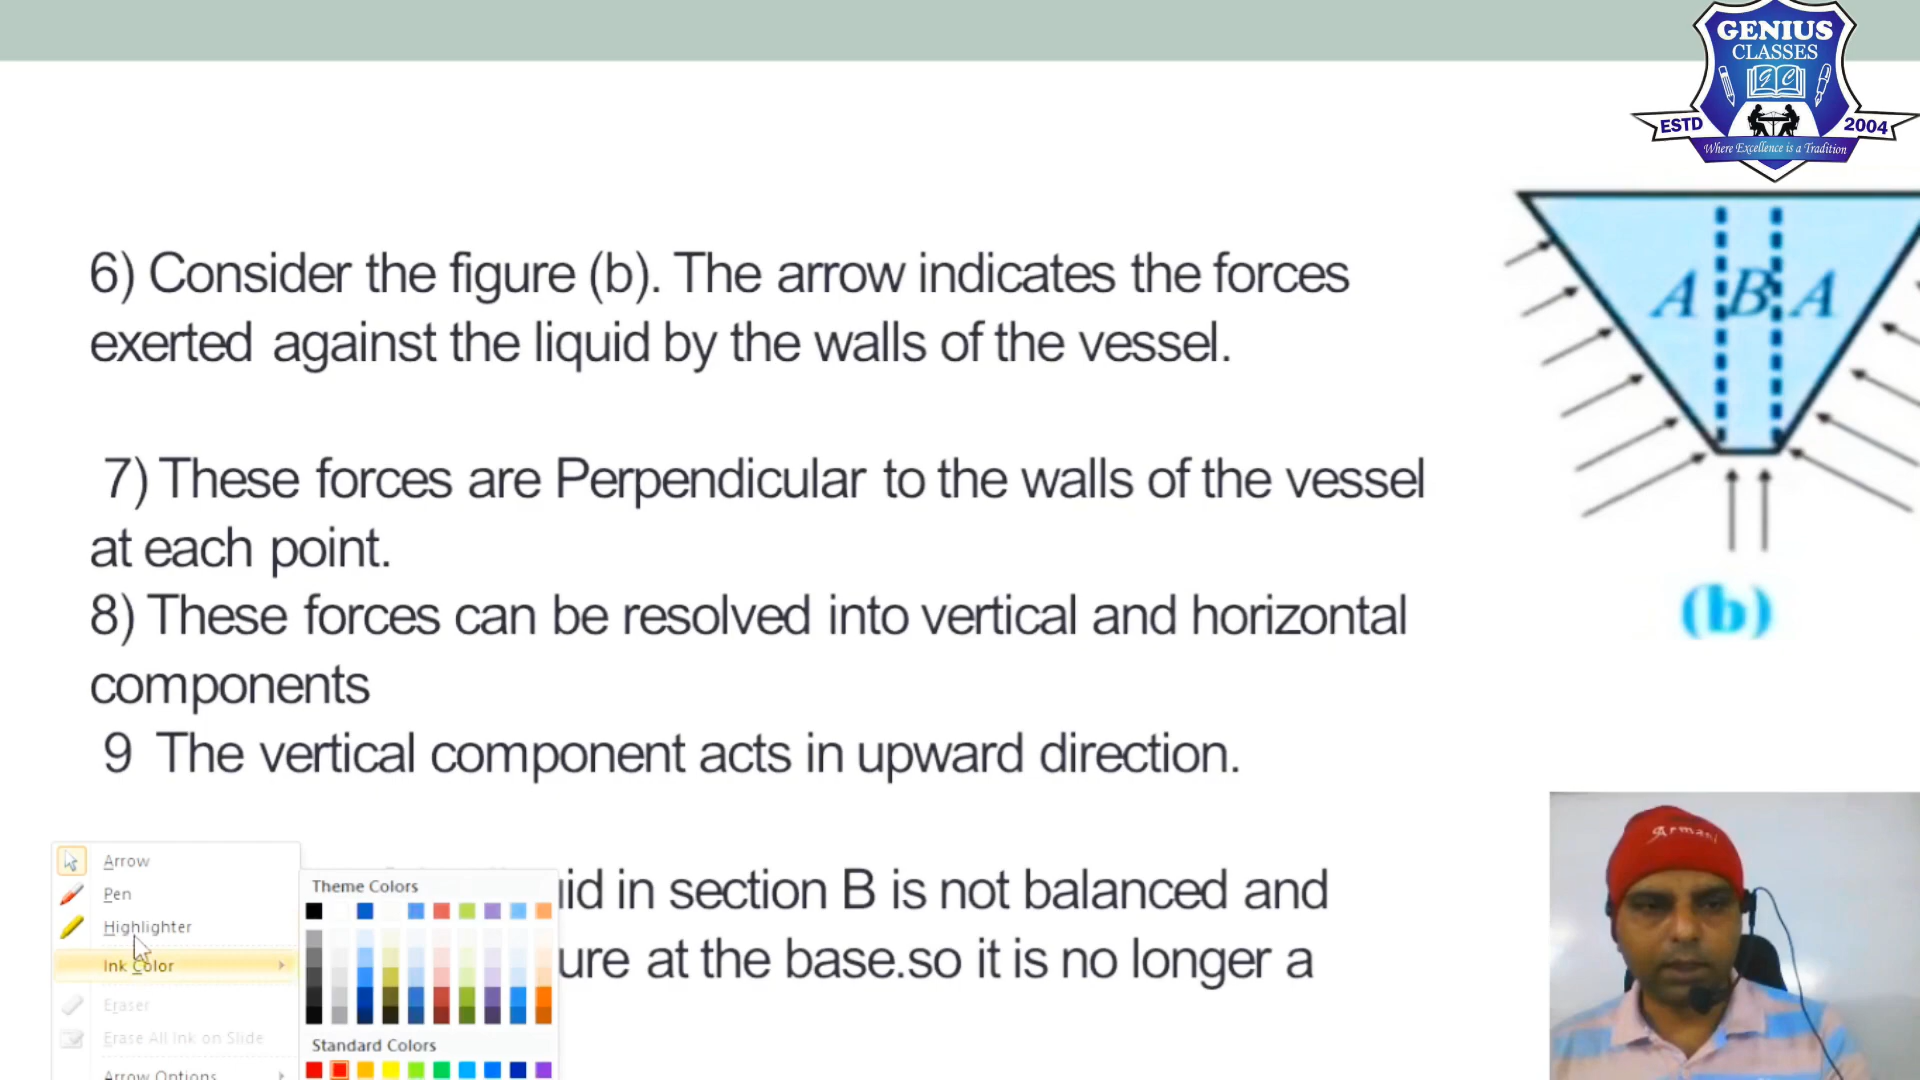 GENIUS
CLASSES
GC
ESTD
2004
Where Excellence is a Tradition
6) Consider the figure (b). The arrow indicates the forces
exerted against the liquid by the walls of the vessel.
A B A
7) These forces are Perpendicular to the walls of the vessel
at each point.
(b)
8) These forces can be resolved into vertical and horizontal
components
9 The vertical component acts in upward direction.
in section B is not balanced and
at the base.so it is no longer a
Arrow
Pen
Highlighter
Ink Color
Eraser
Erase All Ink on Slide
Arrow Options
Theme Colors
Standard Colors
Armani